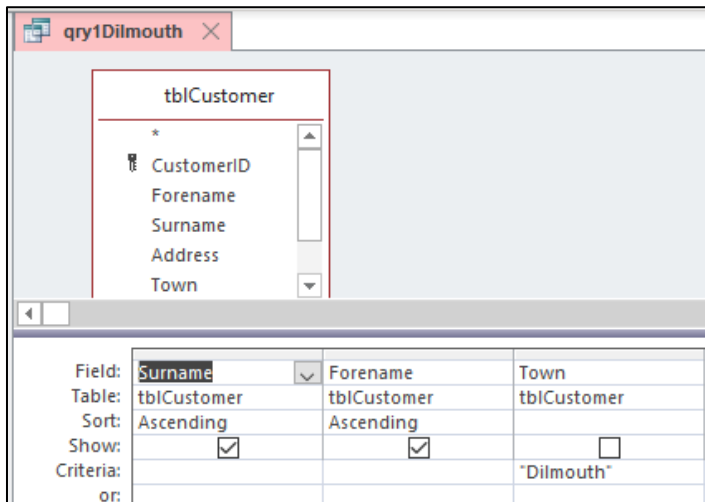 qry1Dilmouth
tblCustomer
*
CustomerID
Forename
Surname
Address
Town
Field: Surname Forename Town
Table: tblCustomer tblCustomer tblCustomer
Sort: Ascending Ascending
Show:
Criteria: "Dilmouth"
or: